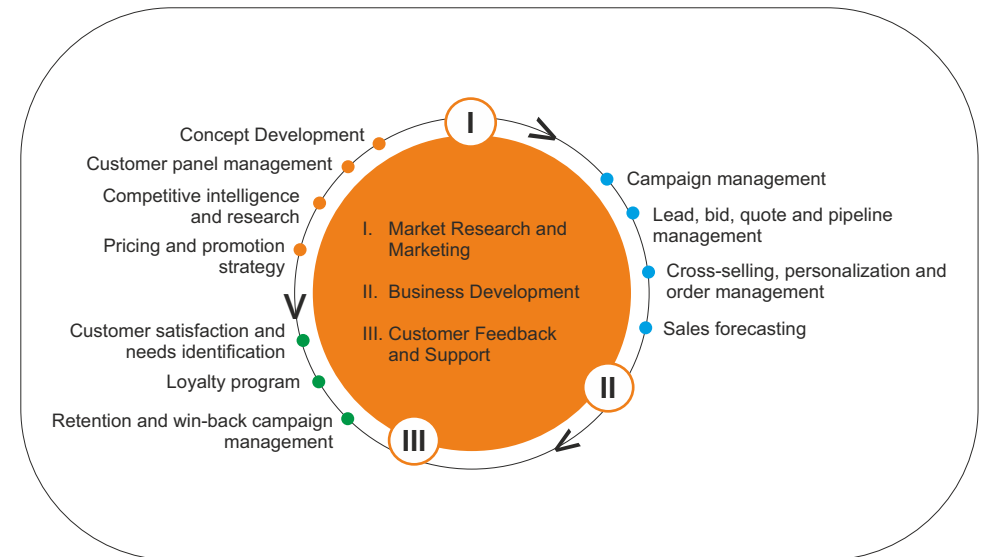 I
Concept Development
Customer panel management
Competitive intelligence
and research
Pricing and promotion
strategy
Customer satisfaction and
needs identification
Loyalty program
Retention and win-back campaign
management
I. Market Research and
Marketing
II. Business Development
III. Customer Feedback
and Support
Campaign management
Lead, bid, quote and pipeline
management
Cross-selling, personalization and
order management
Sales forecasting
II
III